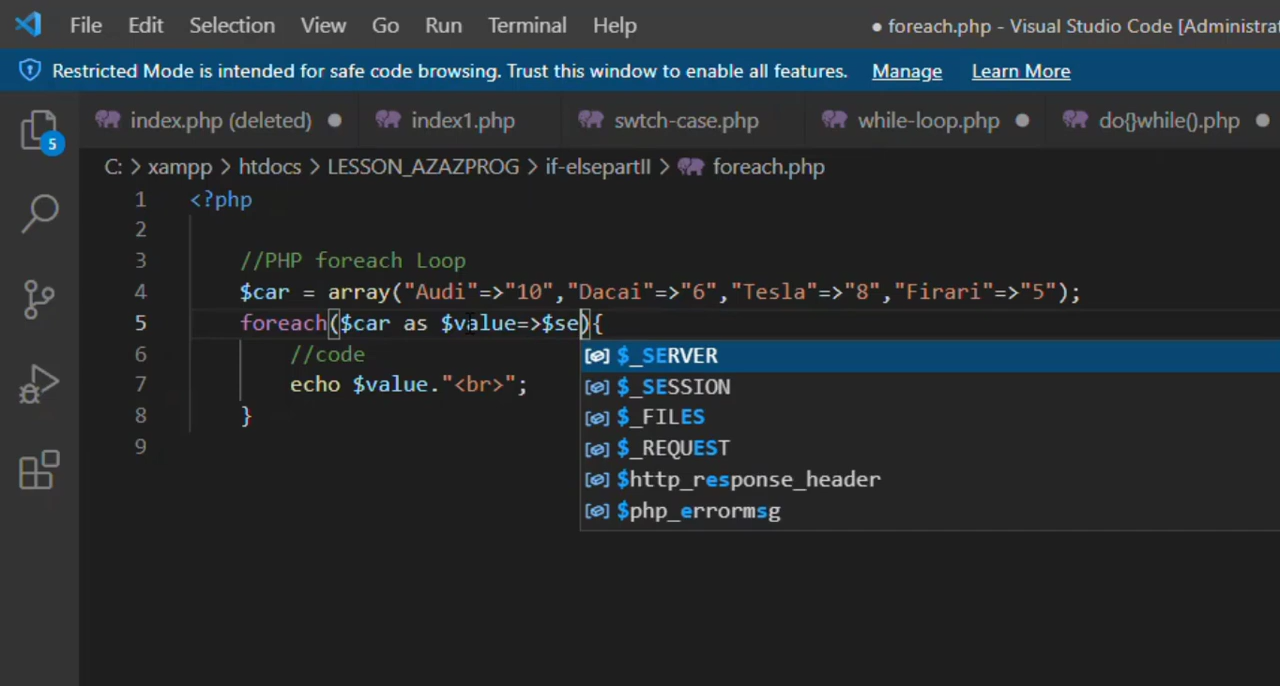 File Edit Selection View Go Run Terminal Help ● foreach.php - Visual Studio Code [Administra
Restricted Mode is intended for safe code browsing. Trust this window to enable all features. Manage Learn More
index.php (deleted) ● index1.php swtch-case.php while-loop.php ● do{}while().php ●
C: > xampp > htdocs > LESSON_AZAZPROG > if-elsepartII > foreach.php
5
1 <?php
2
3 //PHP foreach Loop
4 $car = array("Audi"=>"10","Dacai"=>"6","Tesla"=>"8","Firari"=>"5");
5 foreach($car as $value=>$se){
6 //code
7 echo $value."<br>";
8 }
9
$_SERVER
$_SESSION
$_FILES
$_REQUEST
$http_response_header
$php_errormsg